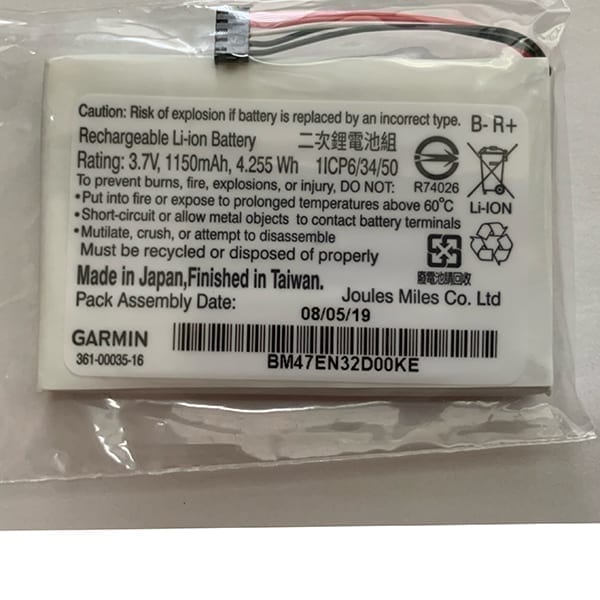 Caution: Risk of explosion if battery is replaced by an incorrect type.
B- R+
Rechargeable Li-ion Battery 二次鋰電池組
Rating: 3.7V, 1150mAh, 4.255 Wh 1ICP6/34/50
R74026
To prevent burns, fire, explosions, or injury, DO NOT:
•Put into fire or expose to prolonged temperatures above 60°C
Li-ION
•Short-circuit or allow metal objects to contact battery terminals
•Mutilate, crush, or attempt to disassemble
Must be recycled or disposed of properly
廢電池請回收
Made in Japan,Finished in Taiwan.
Pack Assembly Date: Joules Miles Co. Ltd
08/05/19
GARMIN
361-00035-16
BM47EN32D00KE